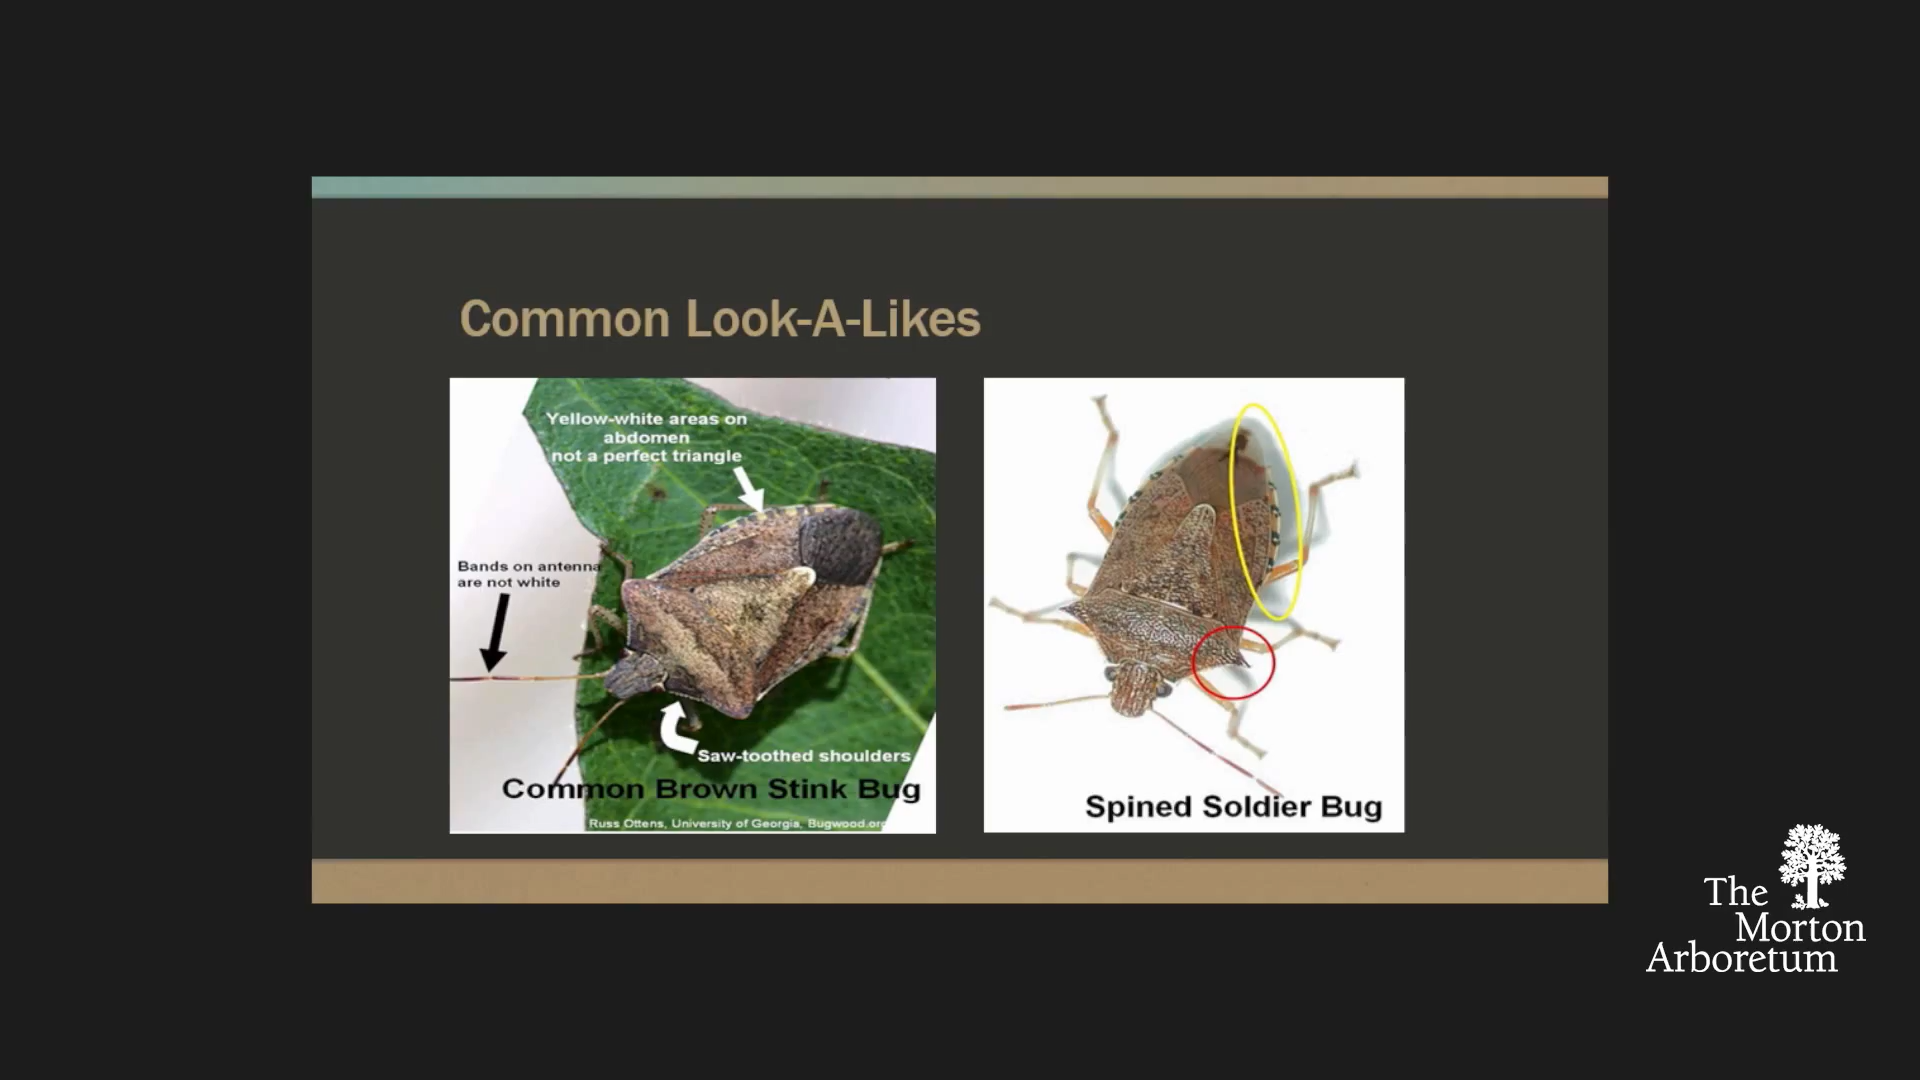 Common Look-A-Likes
Yellow-white areas on
abdomen
not a perfect triangle
Bands on antenna
are not white
Saw-toothed shoulders
Common Brown Stink Bug
Russ Ottens, University of Georgia, Bugwood.org
Spined Soldier Bug
The
Morton
Arboretum